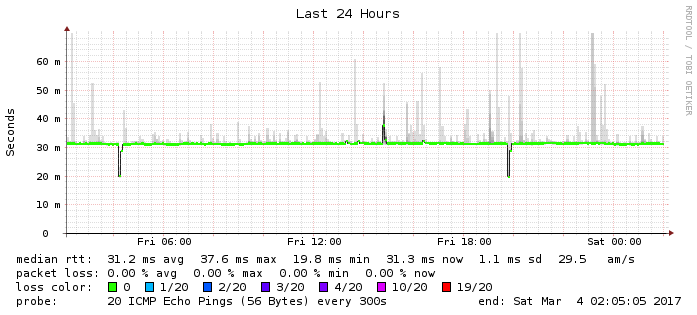 Last 24 Hours
RRDTOOL / TOBI OETIKER
Seconds
60 m
50 m
40 m
30 m
20 m
10 m
0
Fri 06:00 Fri 12:00 Fri 18:00 Sat 00:00
median rtt: 31.2 ms avg 37.6 ms max 19.8 ms min 31.3 ms now 1.1 ms sd 29.5 am/s
packet loss: 0.00 % avg 0.00 % max 0.00 % min 0.00 % now
loss color: 0 1/20 2/20 3/20 4/20 10/20 19/20
probe: 20 ICMP Echo Pings (56 Bytes) every 300s end: Sat Mar 4 02:05:05 2017